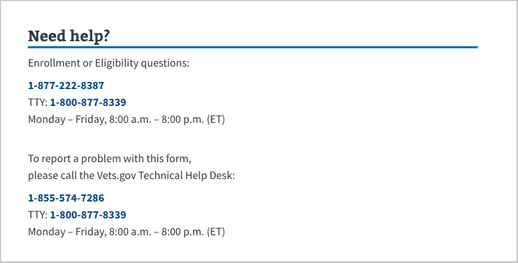 Need help?
Enrollment or Eligibility questions:
1-877-222-8387
TTY: 1-800-877-8339
Monday – Friday, 8:00 a.m. – 8:00 p.m. (ET)
To report a problem with this form,
please call the Vets.gov Technical Help Desk:
1-855-574-7286
TTY: 1-800-877-8339
Monday – Friday, 8:00 a.m. – 8:00 p.m. (ET)